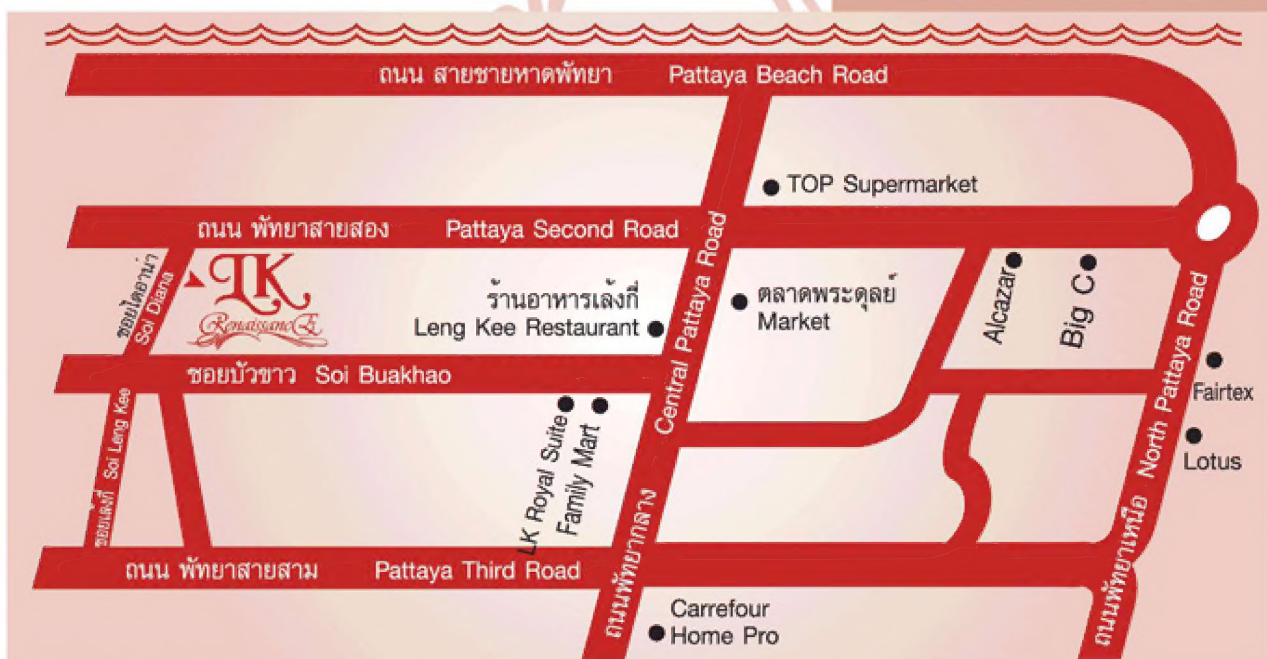 ถนน สายชายหาดพัทยา Pattaya Beach Road
TOP Supermarket
ถนน พัทยาสายสอง Pattaya Second Road
ซอยไดอาน่า
Soi Diana
LK
Renaissance
ร้านอาหารเล้งกี่
Leng Kee Restaurant
Central Pattaya Road
ถนนพัทยากลาง
ตลาดพระดุลย์
Market
Alcazar
Big C
North Pattaya Road
ถนนพัทยาเหนือ
ซอยบัวขาว Soi Buakhao
Fairtex
Lotus
ซอยเล้งกี่ Soi Leng Kee
LK Royal Suite
Family Mart
ถนน พัทยาสายสาม Pattaya Third Road
Carrefour
Home Pro